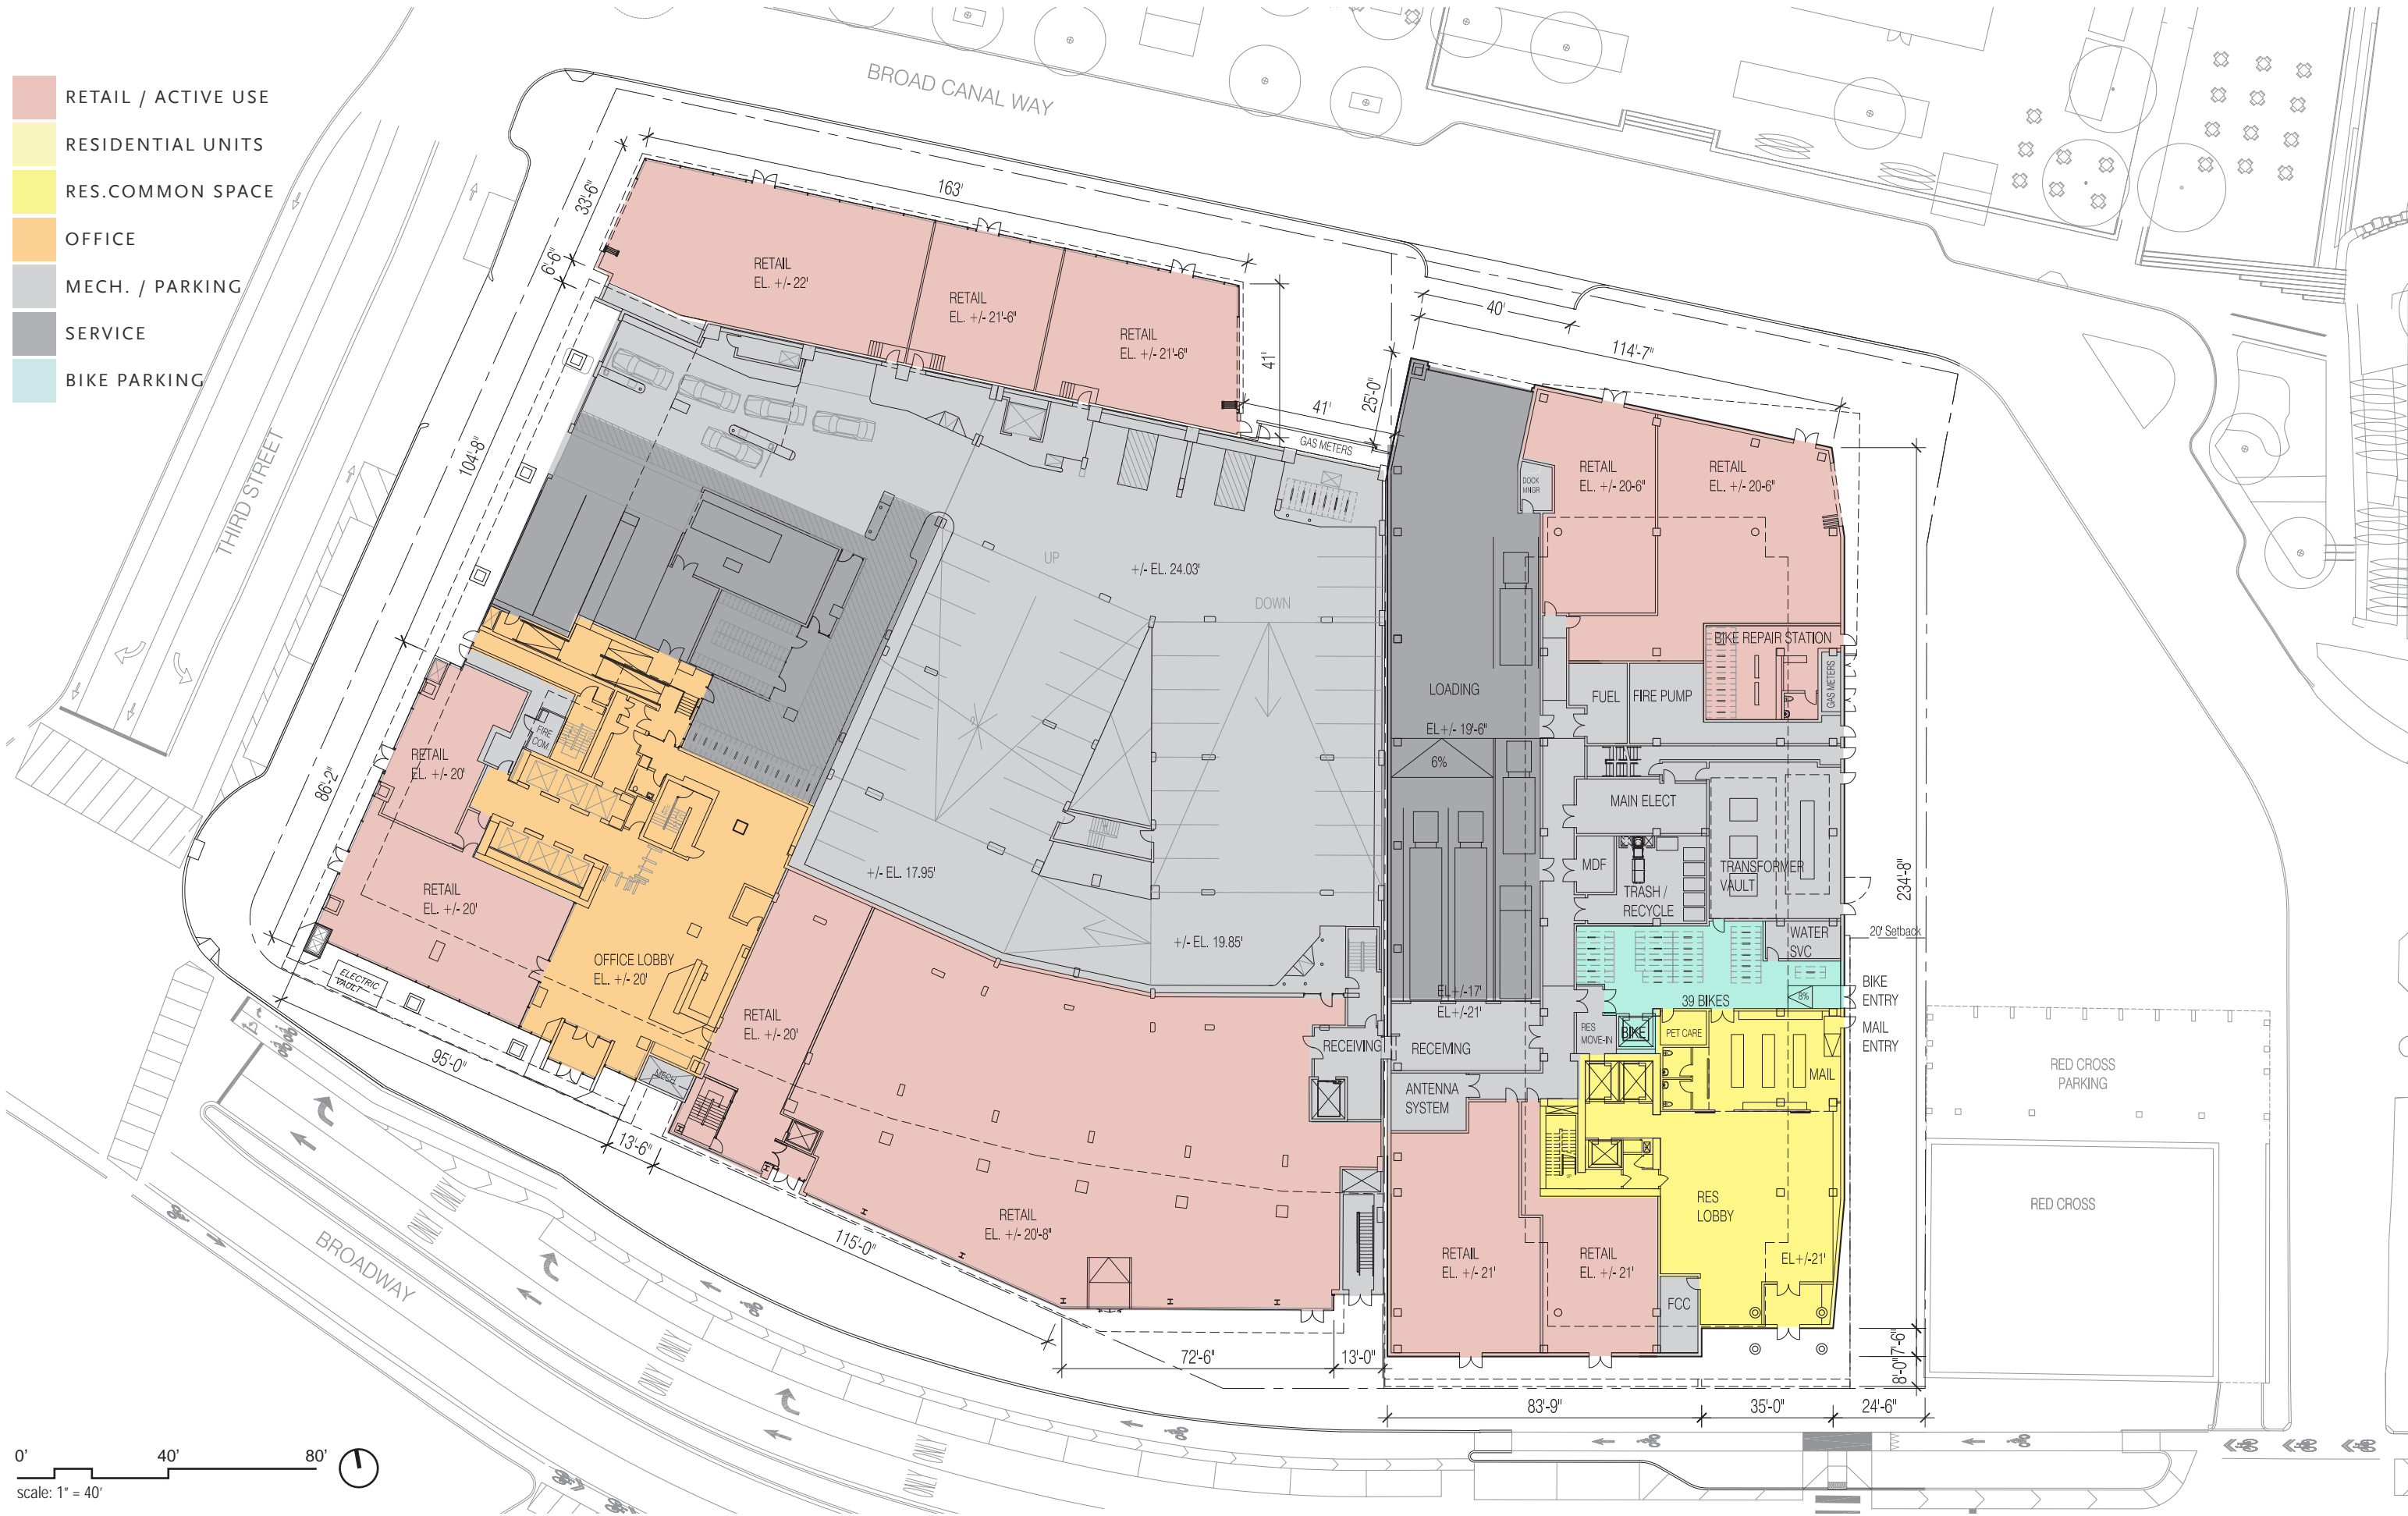 RETAIL / ACTIVE USE
RESIDENTIAL UNITS
RES.COMMON SPACE
OFFICE
MECH. / PARKING
SERVICE
BIKE PARKING
BROAD CANAL WAY
THIRD STREET
BROADWAY
163'
33'-6"
6'-6"
104'-8"
86'-2"
95'-0"
13'-6"
115'-0"
72'-6"
13'-0"
41'
41'
25'-0"
40'
114'-7"
234'-8"
20' Setback
7'-6"
8'-0"
83'-9"
35'-0"
24'-6"
RETAIL
EL. +/- 22'
RETAIL
EL. +/- 21'-6"
RETAIL
EL. +/- 21'-6"
GAS METERS
UP
+/- EL. 24.03'
DOWN
+/- EL. 17.95'
+/- EL. 19.85'
FIRE
COM.
RETAIL
EL. +/- 20'
RETAIL
EL. +/- 20'
ELECTRIC
VAULT
OFFICE LOBBY
EL. +/- 20'
MECH.
RETAIL
EL. +/- 20'
RETAIL
EL. +/- 20'-8"
RECEIVING
DOCK
MNGR
RETAIL
EL. +/- 20-6"
RETAIL
EL. +/- 20-6"
BIKE REPAIR STATION
GAS METERS
FUEL
FIRE PUMP
LOADING
EL+/- 19'-6"
6%
MAIN ELECT
MDF
TRASH /
RECYCLE
TRANSFORMER
VAULT
WATER
SVC
EL+/-17'
EL+/-21'
39 BIKES
8%
BIKE
ENTRY
MAIL
ENTRY
RES
MOVE-IN
BIKE
PET CARE
MAIL
RECEIVING
ANTENNA
SYSTEM
RES
LOBBY
EL+/-21'
RETAIL
EL. +/- 21'
RETAIL
EL. +/- 21'
FCC
RED CROSS
PARKING
RED CROSS
0'
40'
80'
scale: 1" = 40'